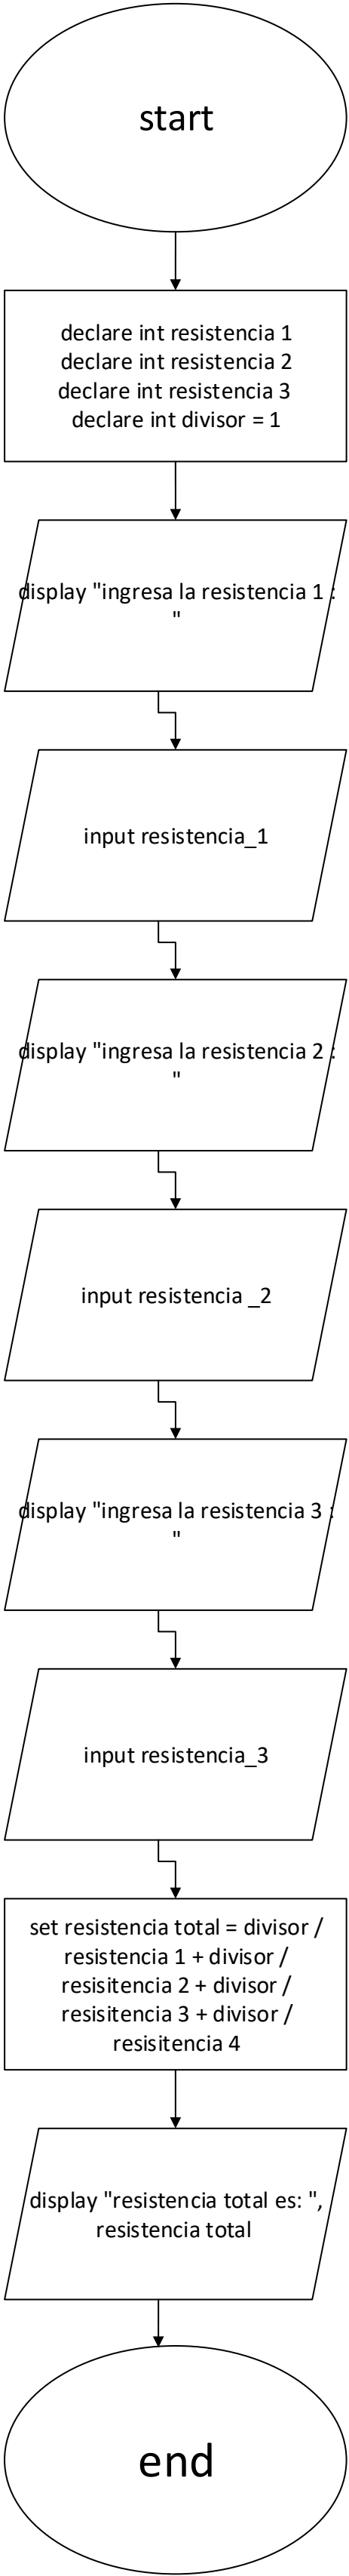 start
declare int resistencia 1
declare int resistencia 2
declare int resistencia 3
declare int divisor = 1
display "ingresa la resistencia 1 :
"
input resistencia_1
display "ingresa la resistencia 2 :
"
input resistencia _2
display "ingresa la resistencia 3 :
"
input resistencia_3
set resistencia total = divisor /
resistencia 1 + divisor /
resisitencia 2 + divisor /
resisitencia 3 + divisor /
resisitencia 4
display "resistencia total es: ",
resistencia total
end